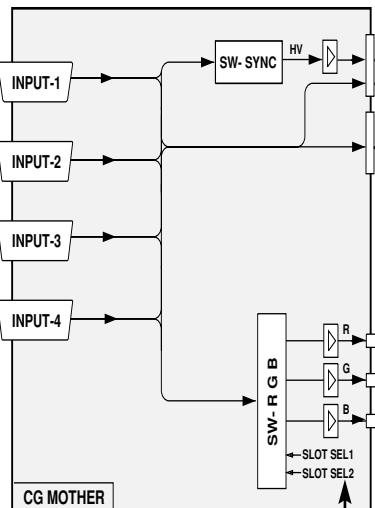 SW- SYNC
HV
INPUT-1
INPUT-2
INPUT-3
INPUT-4
SW- R G B
R
G
B
SLOT SEL1
SLOT SEL2
CG MOTHER